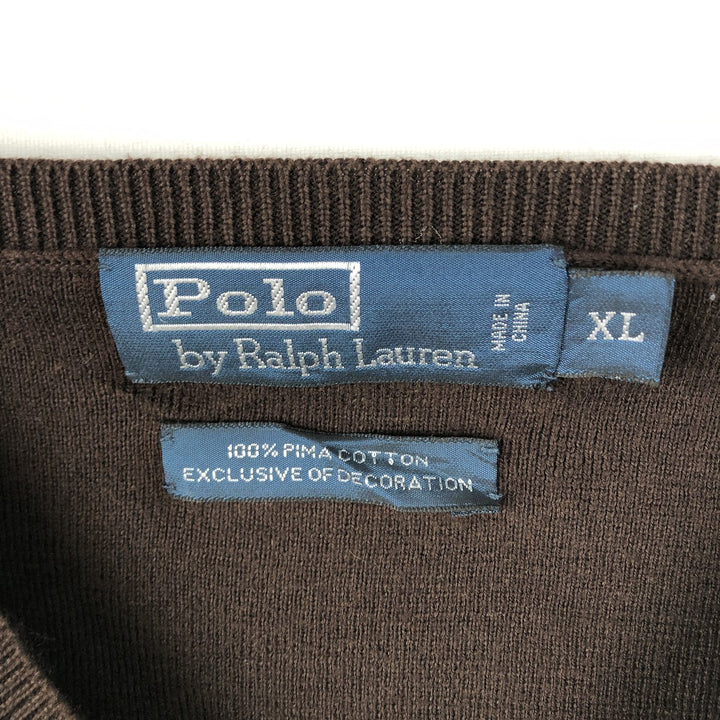 Polo
by Ralph Lauren
MADE IN
CHINA
XL
100% PIMA COTTON
EXCLUSIVE OF DECORATION